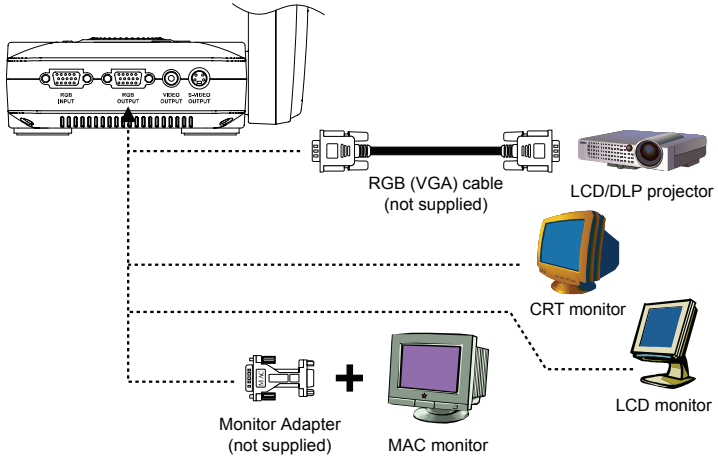 RGB INPUT
RGB OUTPUT
VIDEO OUTPUT
S-VIDEO OUTPUT
RGB (VGA) cable
(not supplied)
LCD/DLP projector
CRT monitor
LCD monitor
MAC
Monitor Adapter
(not supplied)
MAC monitor